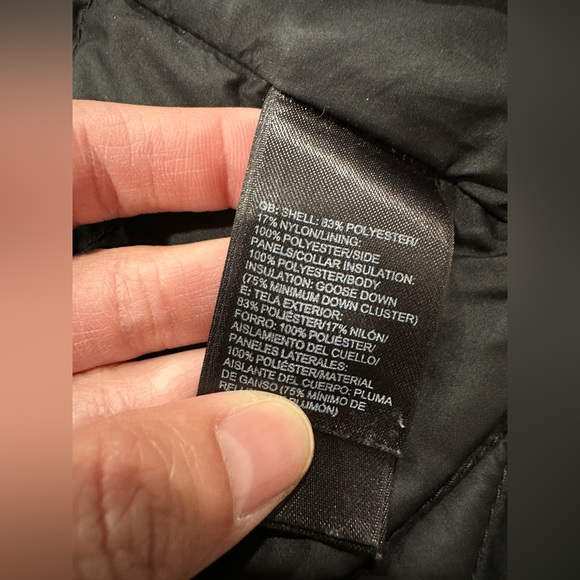 GB: SHELL: 83% POLYESTER/
17% NYLON/LINING:
100% POLYESTER/SIDE
PANELS/COLLAR INSULATION:
100% POLYESTER/BODY
INSULATION: GOOSE DOWN
(75% MINIMUM DOWN CLUSTER)
E: TELA EXTERIOR:
83% POLIÉSTER/17% NILÓN/
FORRO: 100% POLIÉSTER/
AISLAMIENTO DEL CUELLO/
PANELES LATERALES:
100% POLIÉSTER/MATERIAL
AISLANTE DEL CUERPO: PLUMA
DE GANSO (75% MÍNIMO DE
PLUMÓN)